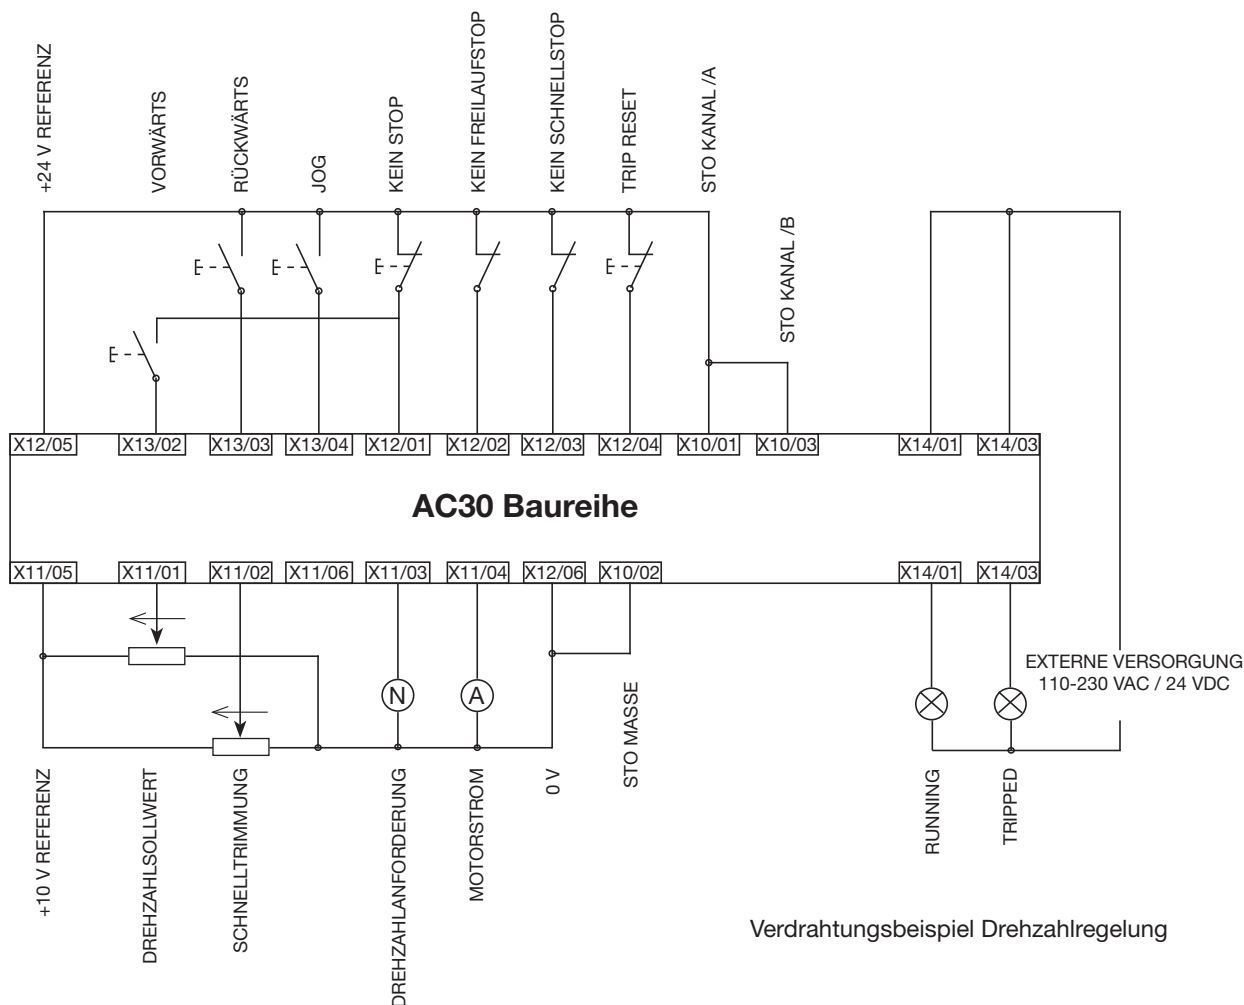 +24 V REFERENZ
VORWÄRTS
RÜCKWÄRTS
JOG
KEIN STOP
KEIN FREILAUFSTOP
KEIN SCHNELLSTOP
TRIP RESET
STO KANAL /A
STO KANAL /B
X12/05
X13/02
X13/03
X13/04
X12/01
X12/02
X12/03
X12/04
X10/01
X10/03
X14/01
X14/03
AC30 Baureihe
X11/05
X11/01
X11/02
X11/06
X11/03
X11/04
X12/06
X10/02
X14/01
X14/03
N
A
EXTERNE VERSORGUNG
110-230 VAC / 24 VDC
+10 V REFERENZ
DREHZAHLSOLLWERT
SCHNELLTRIMMUNG
DREHZAHLANFORDERUNG
MOTORSTROM
0 V
STO MASSE
RUNNING
TRIPPED
Verdrahtungsbeispiel Drehzahlregelung